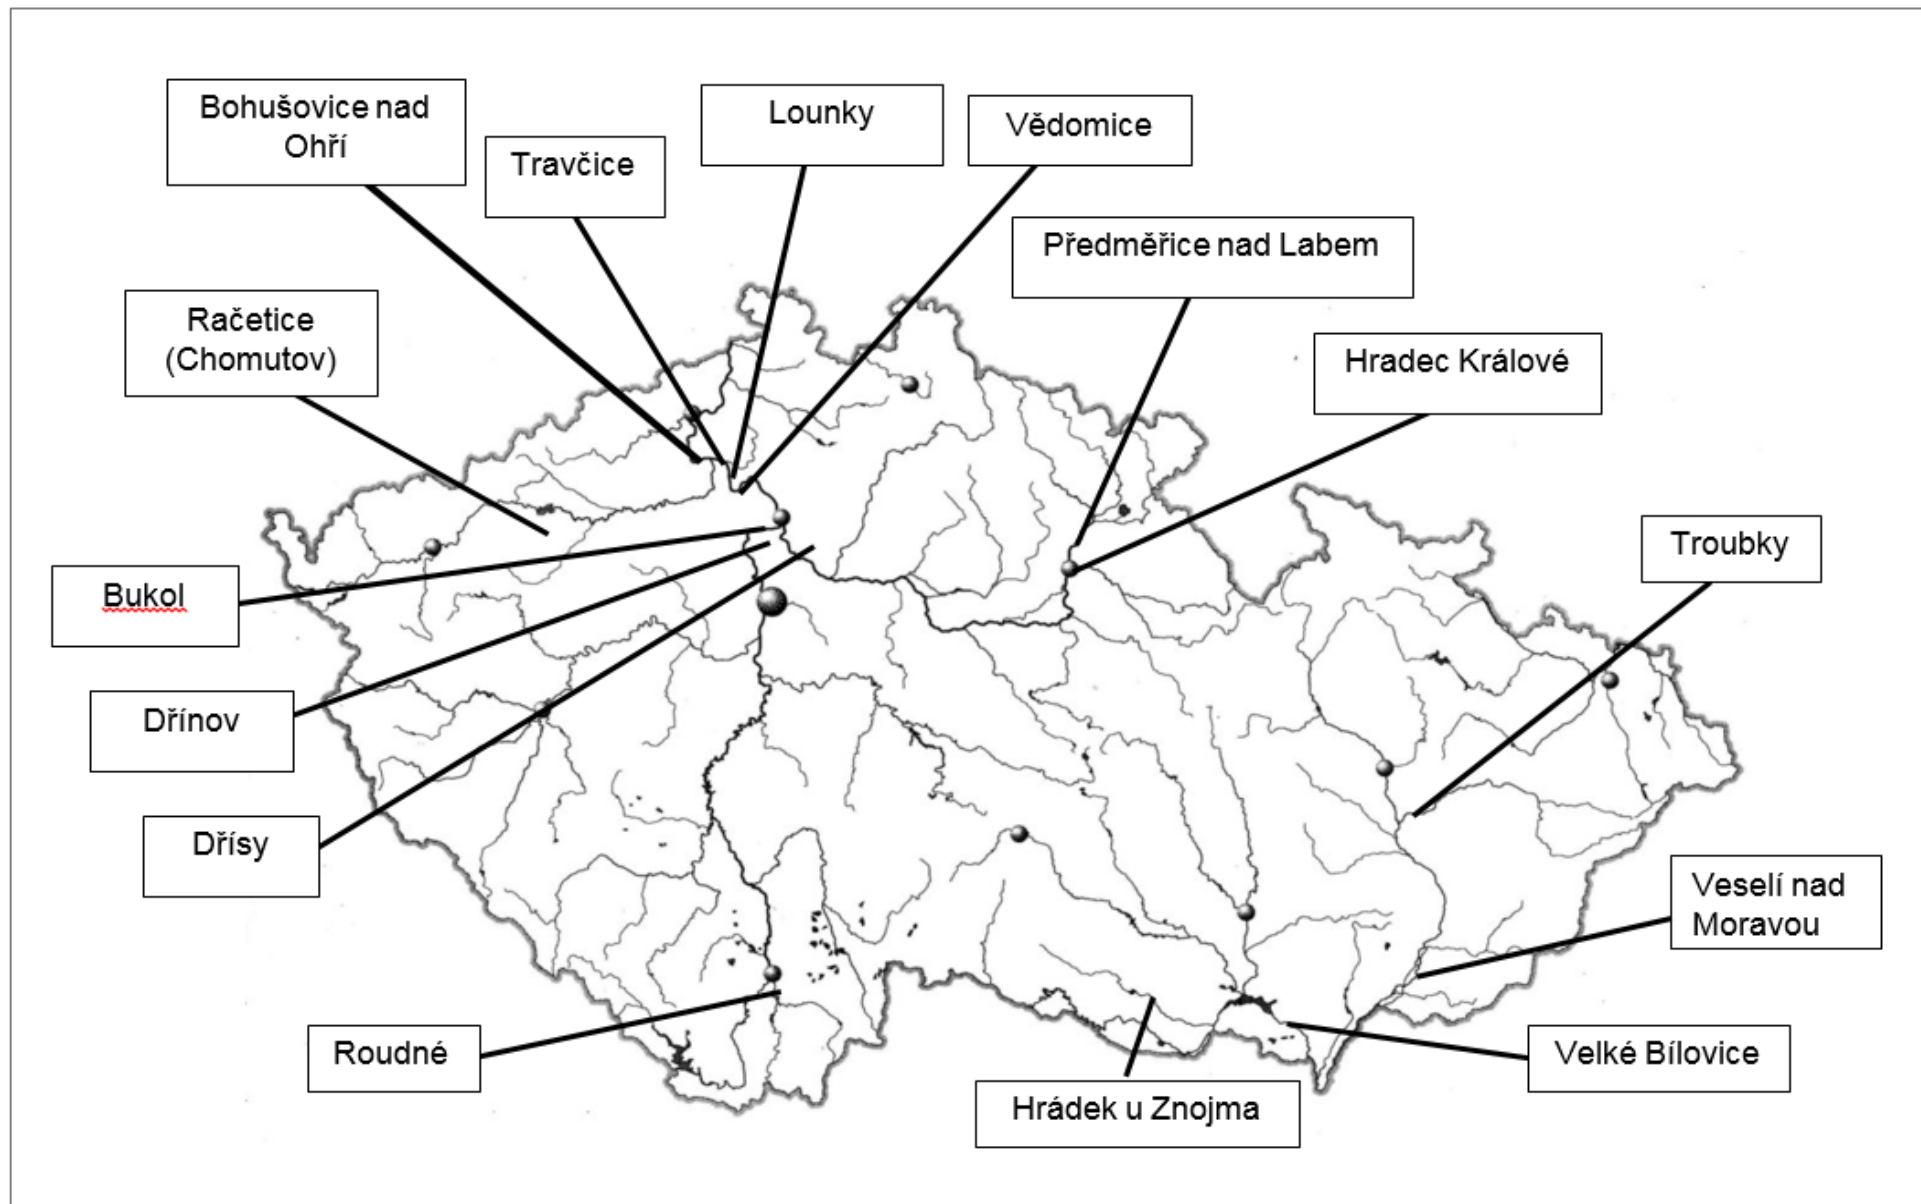 Bohušovice nad
Ohří
Travčice
Lounky
Vědomice
Předměřice nad Labem
Račetice
(Chomutov)
Hradec Králové
Troubky
Bukol
Dřínov
Dřísy
Veselí nad
Moravou
Roudné
Velké Bílovice
Hrádek u Znojma